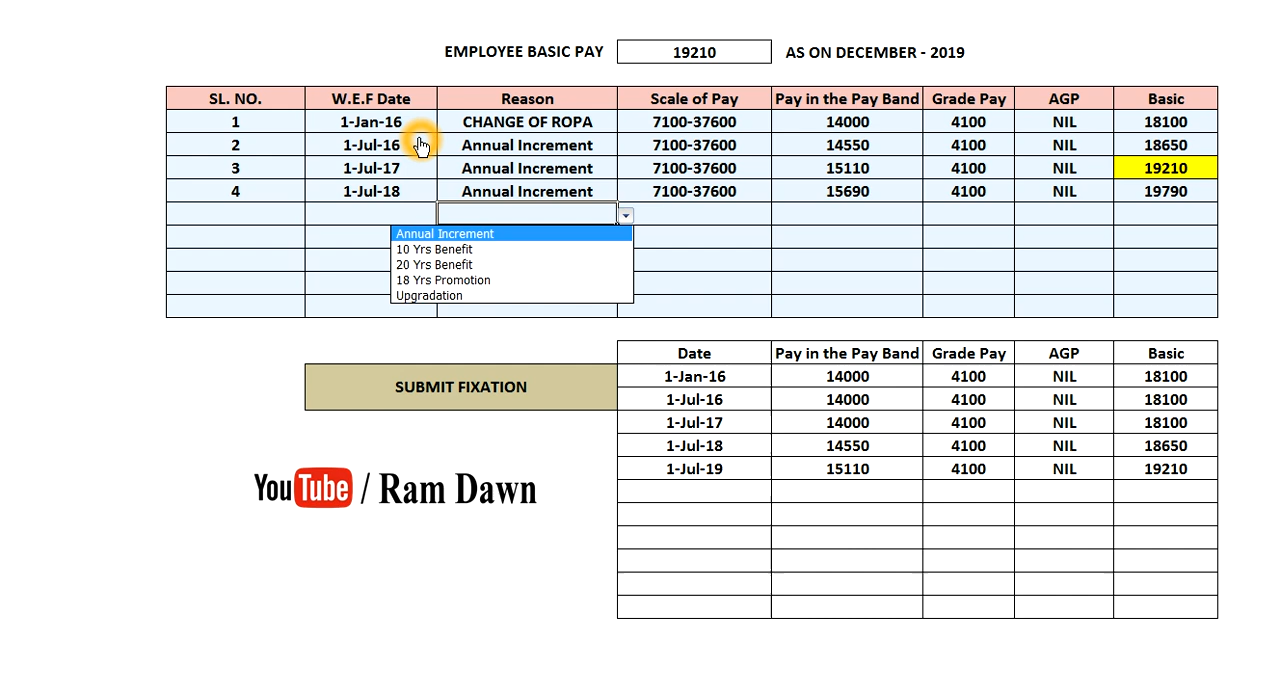 EMPLOYEE BASIC PAY 19210 AS ON DECEMBER - 2019
SL. NO. W.E.F Date Reason Scale of Pay Pay in the Pay Band Grade Pay AGP Basic
1 1-Jan-16 CHANGE OF ROPA 7100-37600 14000 4100 NIL 18100
2 1-Jul-16 Annual Increment 7100-37600 14550 4100 NIL 18650
3 1-Jul-17 Annual Increment 7100-37600 15110 4100 NIL 19210
4 1-Jul-18 Annual Increment 7100-37600 15690 4100 NIL 19790
Annual Increment
10 Yrs Benefit
20 Yrs Benefit
18 Yrs Promotion
Upgradation
Date Pay in the Pay Band Grade Pay AGP Basic
1-Jan-16 14000 4100 NIL 18100
SUBMIT FIXATION
1-Jul-16 14000 4100 NIL 18100
1-Jul-17 14000 4100 NIL 18100
1-Jul-18 14550 4100 NIL 18650
1-Jul-19 15110 4100 NIL 19210
YouTube / Ram Dawn